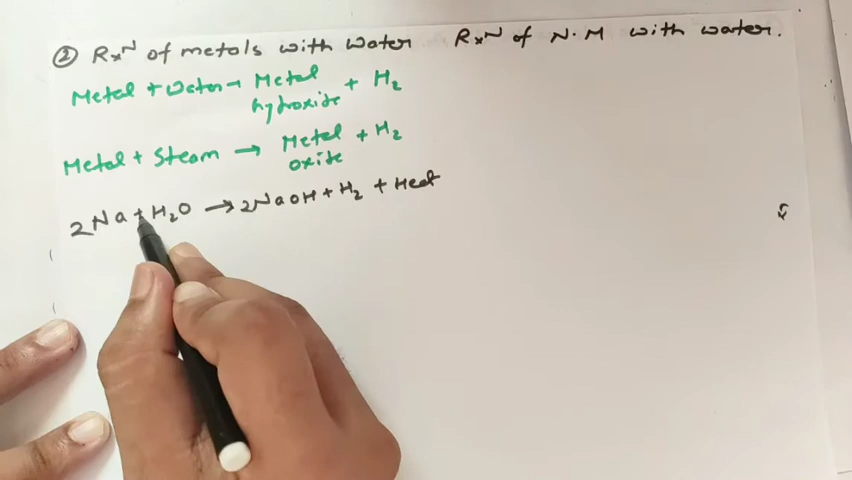 ② RxN of metals with water RxN of N.M with water.
Metal + Water → Metal hydroxide + H₂
Metal + Steam → Metal oxide + H₂
2Na + H₂O → 2NaOH + H₂ + Heat